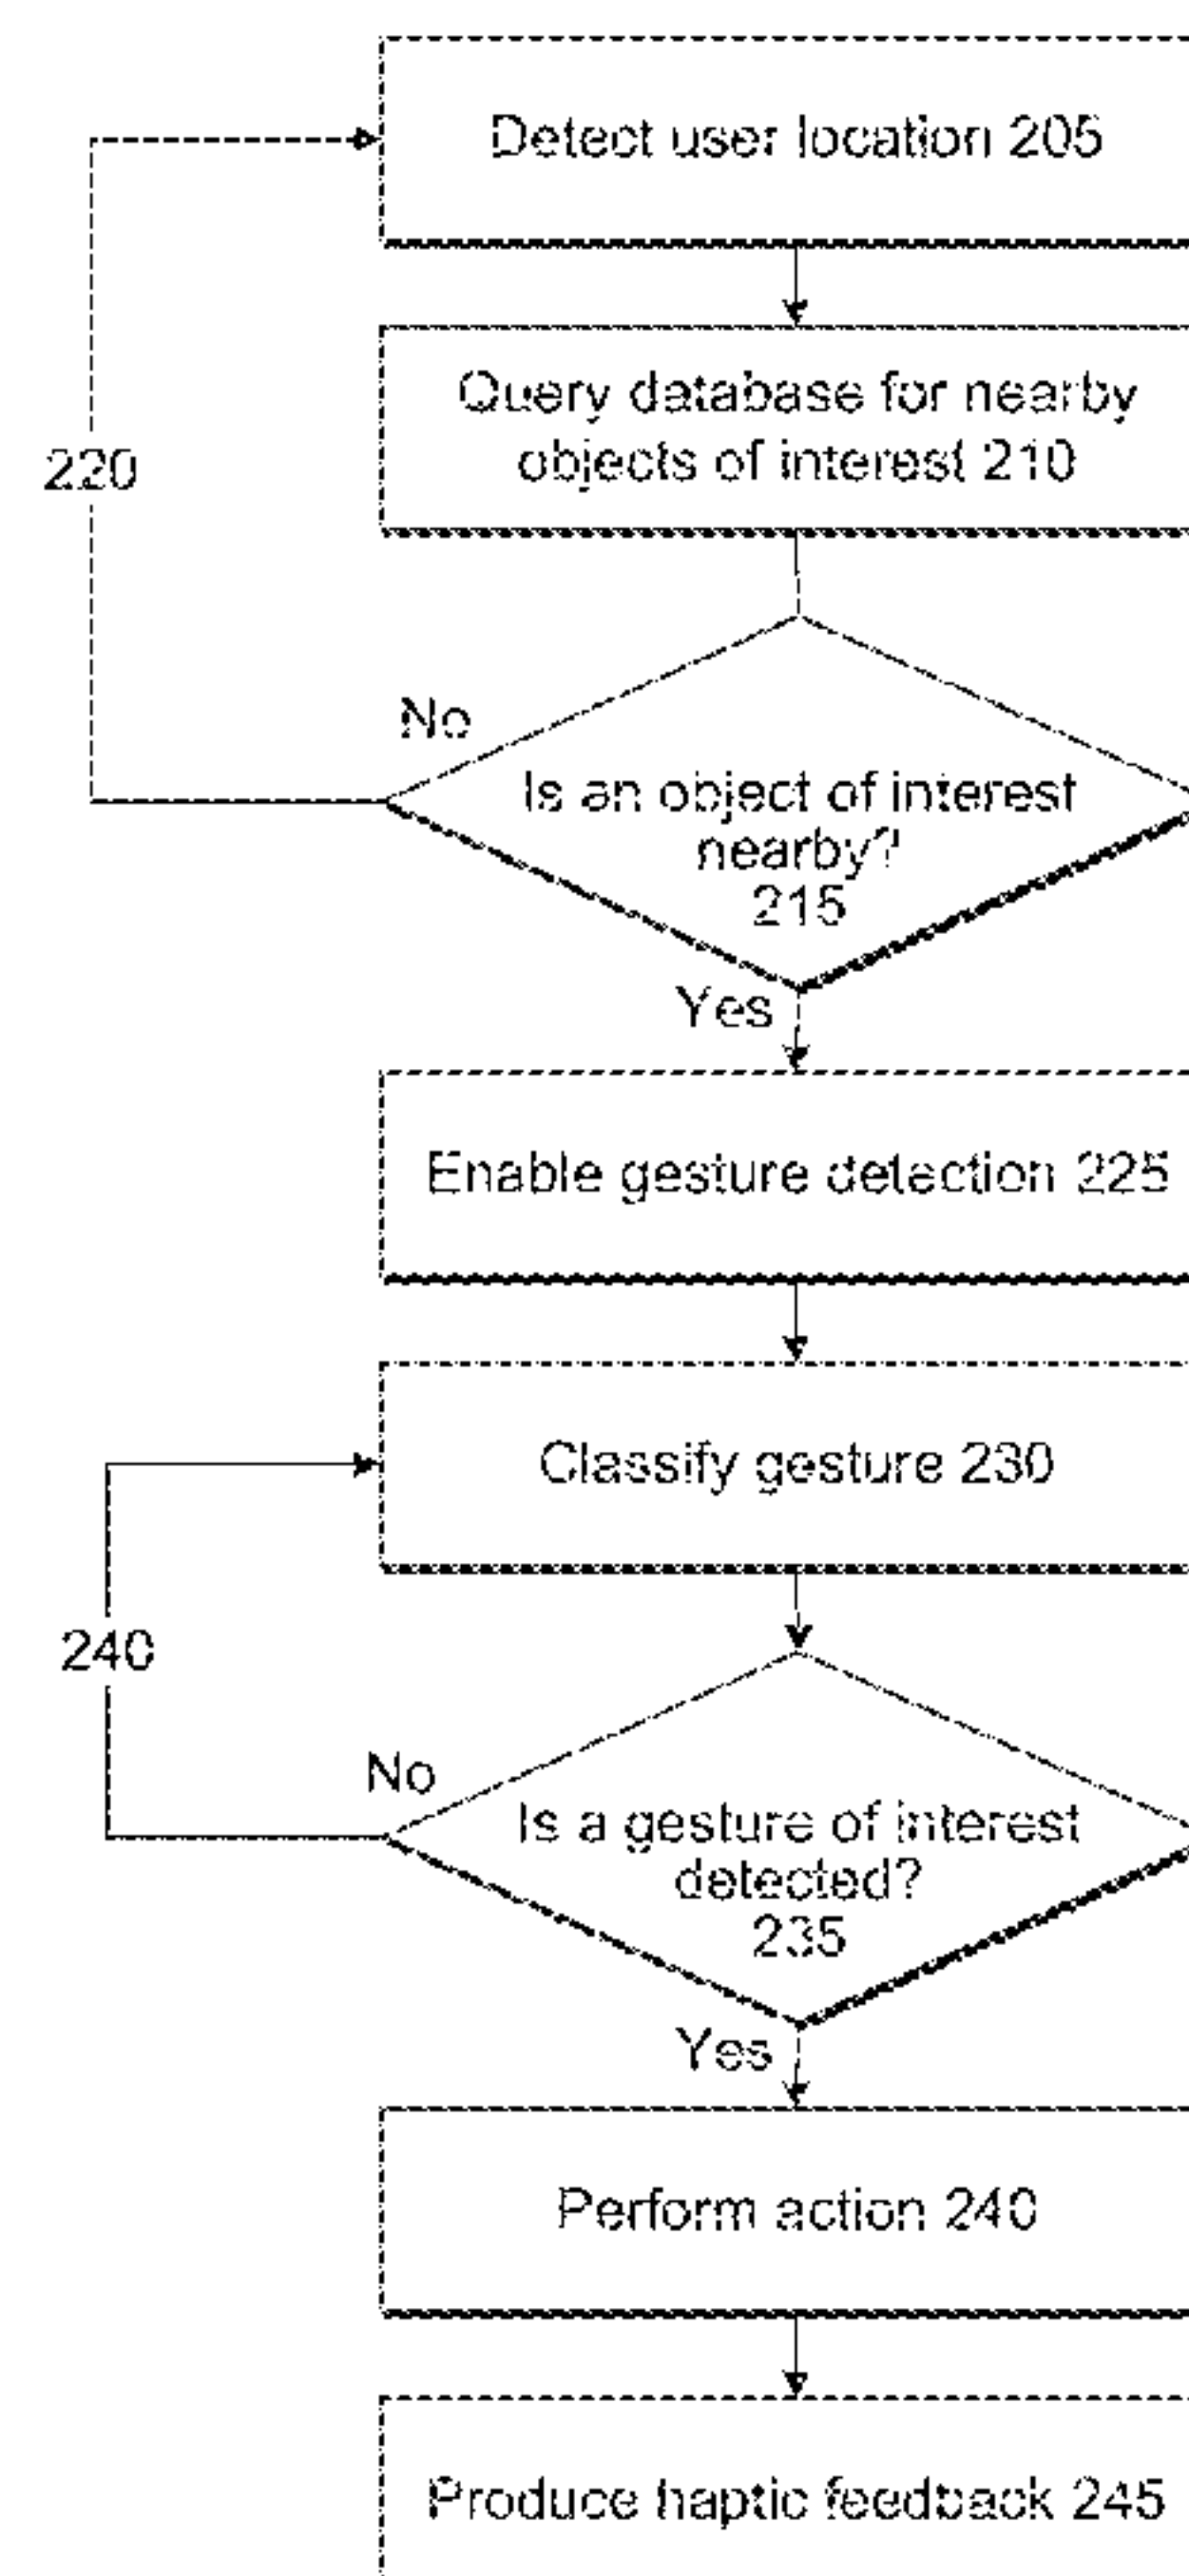 Detect user location 205
Query database for nearby
objects of interest 210
220
No
Is an object of interest
nearby?
215
Yes
Enable gesture detection 225
Classify gesture 230
240
No
Is a gesture of interest
detected?
235
Yes
Perform action 240
Produce haptic feedback 245